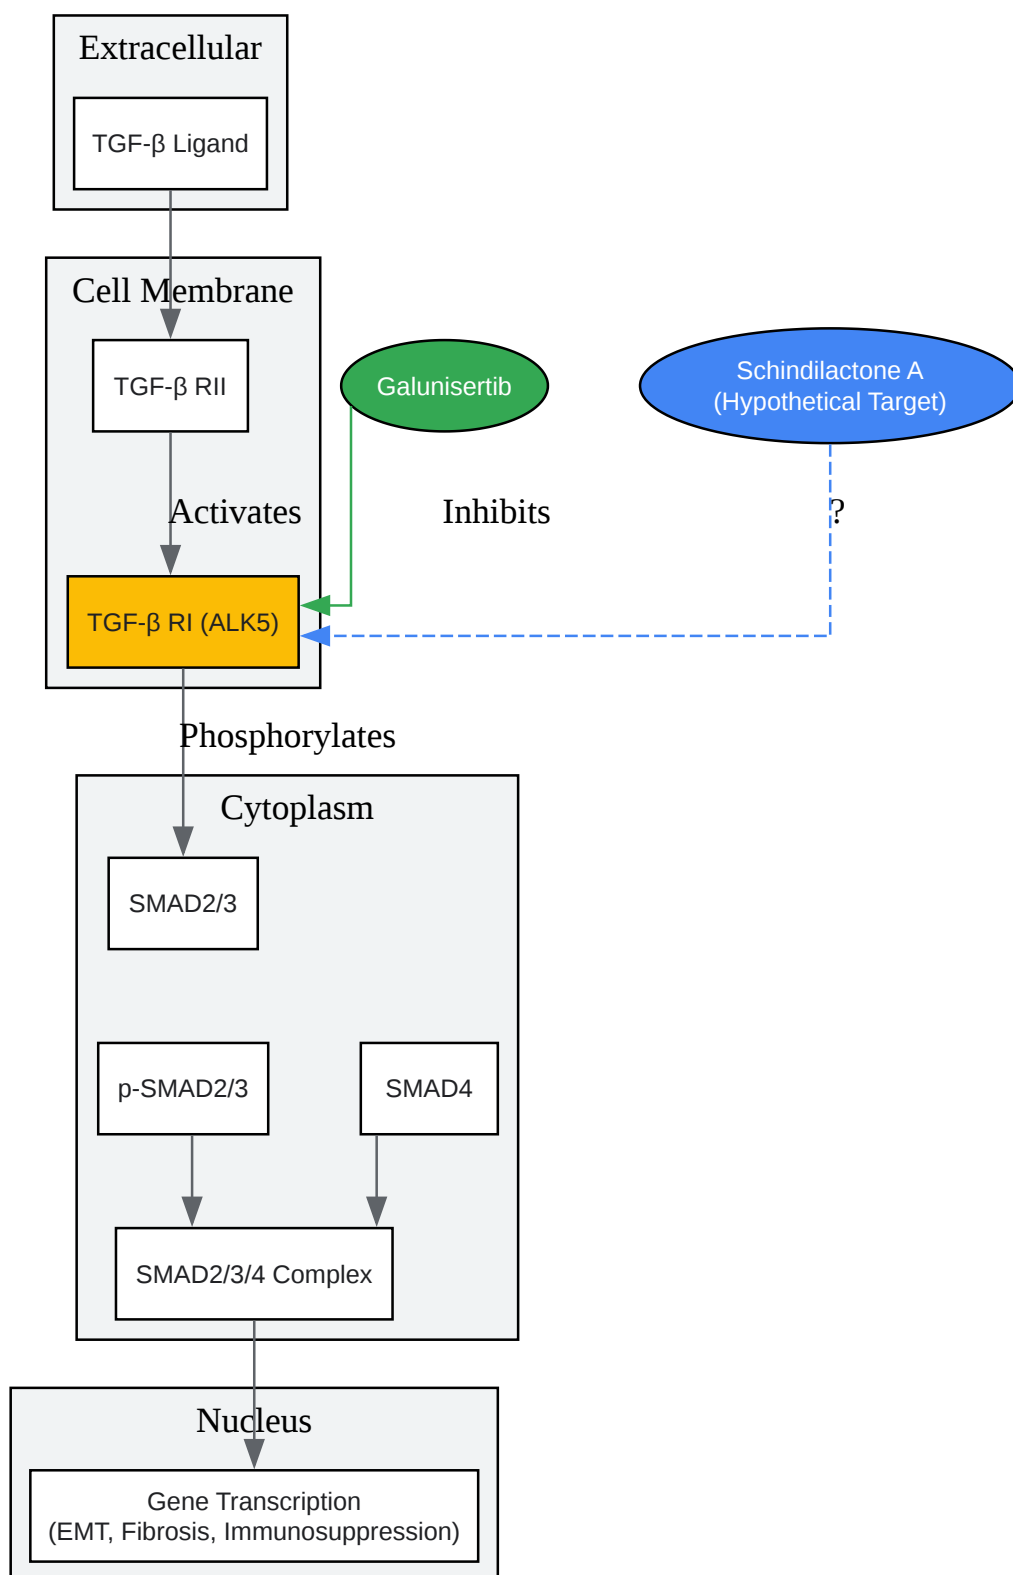 Extracellular
TGF-β Ligand
Cell Membrane
TGF-β RII
Galunisertib
Schindilactone A
(Hypothetical Target)
Activates
Inhibits
?
TGF-β RI (ALK5)
Phosphorylates
Cytoplasm
SMAD2/3
p-SMAD2/3
SMAD4
SMAD2/3/4 Complex
Nucleus
Gene Transcription
(EMT, Fibrosis, Immunosuppression)